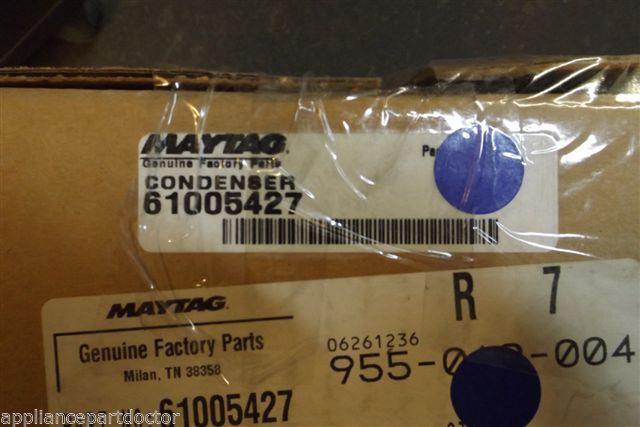 MAYTAG.
Genuine Factory Parts
CONDENSER
61005427
MAYTAG.
Genuine Factory Parts
Milan, TN 38358
61005427
R 7
06261236
appliancepartdoctor